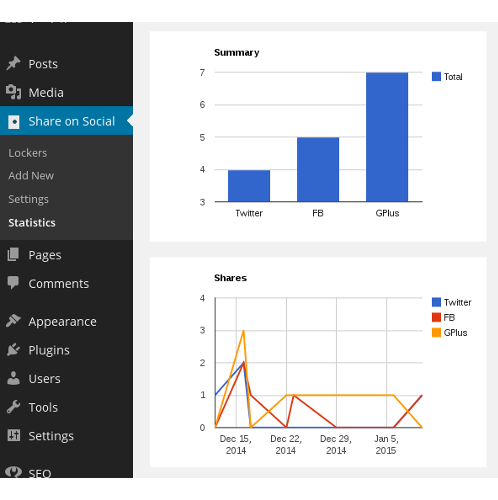 Posts
Media
Share on Social
Lockers
Add New
Settings
Statistics
Pages
Comments
Appearance
Plugins
Users
Tools
Settings
SEO
Summary
7
6
5
4
3
Twitter FB GPlus
Total
Shares
4
3
2
1
0
Dec 15, Dec 22, Dec 29, Jan 5,
2014 2014 2014 2015
Twitter
FB
GPlus